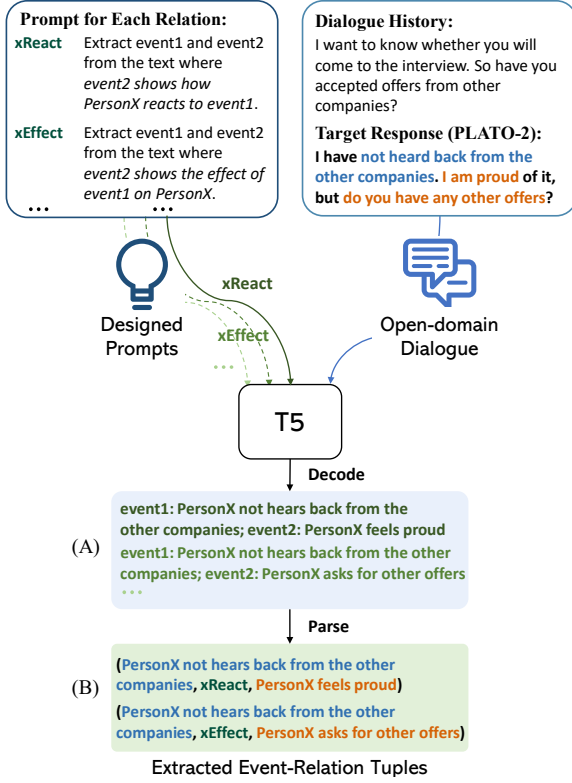 Prompt for Each Relation:
xReact
Extract event1 and event2
from the text where
event2 shows how
PersonX reacts to event1.
xEffect
Extract event1 and event2
from the text where
event2 shows the effect of
event1 on PersonX.
...
...
Dialogue History:
I want to know whether you will
come to the interview. So have you
accepted offers from other
companies?
Target Response (PLATO-2):
I have not heard back from the
other companies. I am proud of it,
but do you have any other offers?
Designed
Prompts
xReact
xEffect
...
Open-domain
Dialogue
T5
Decode
(A)
event1: PersonX not hears back from the
other companies; event2: PersonX feels proud
event1: PersonX not hears back from the other
companies; event2: PersonX asks for other offers
...
Parse
(B)
(PersonX not hears back from the other
companies, xReact, PersonX feels proud)
(PersonX not hears back from the other
companies, xEffect, PersonX asks for other offers)
Extracted Event-Relation Tuples